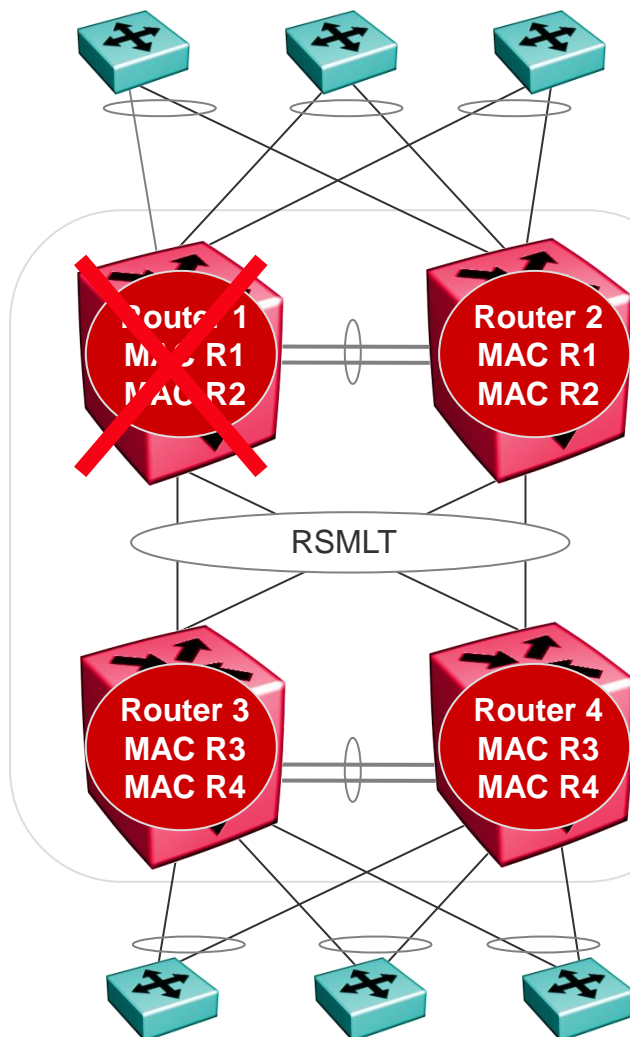 Router 1
MAC R1
MAC R2
Router 2
MAC R1
MAC R2
RSMLT
Router 3
MAC R3
MAC R4
Router 4
MAC R3
MAC R4